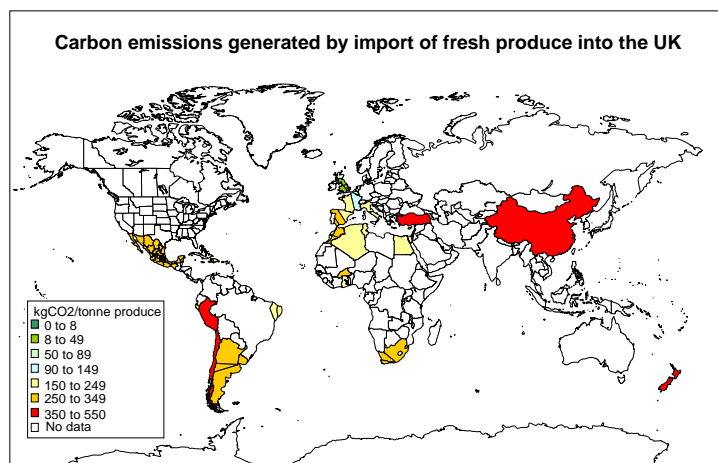 Carbon emissions generated by import of fresh produce into the UK
kgCO2/tonne produce
0 to 8
8 to 49
50 to 89
90 to 149
150 to 249
250 to 349
350 to 550
No data